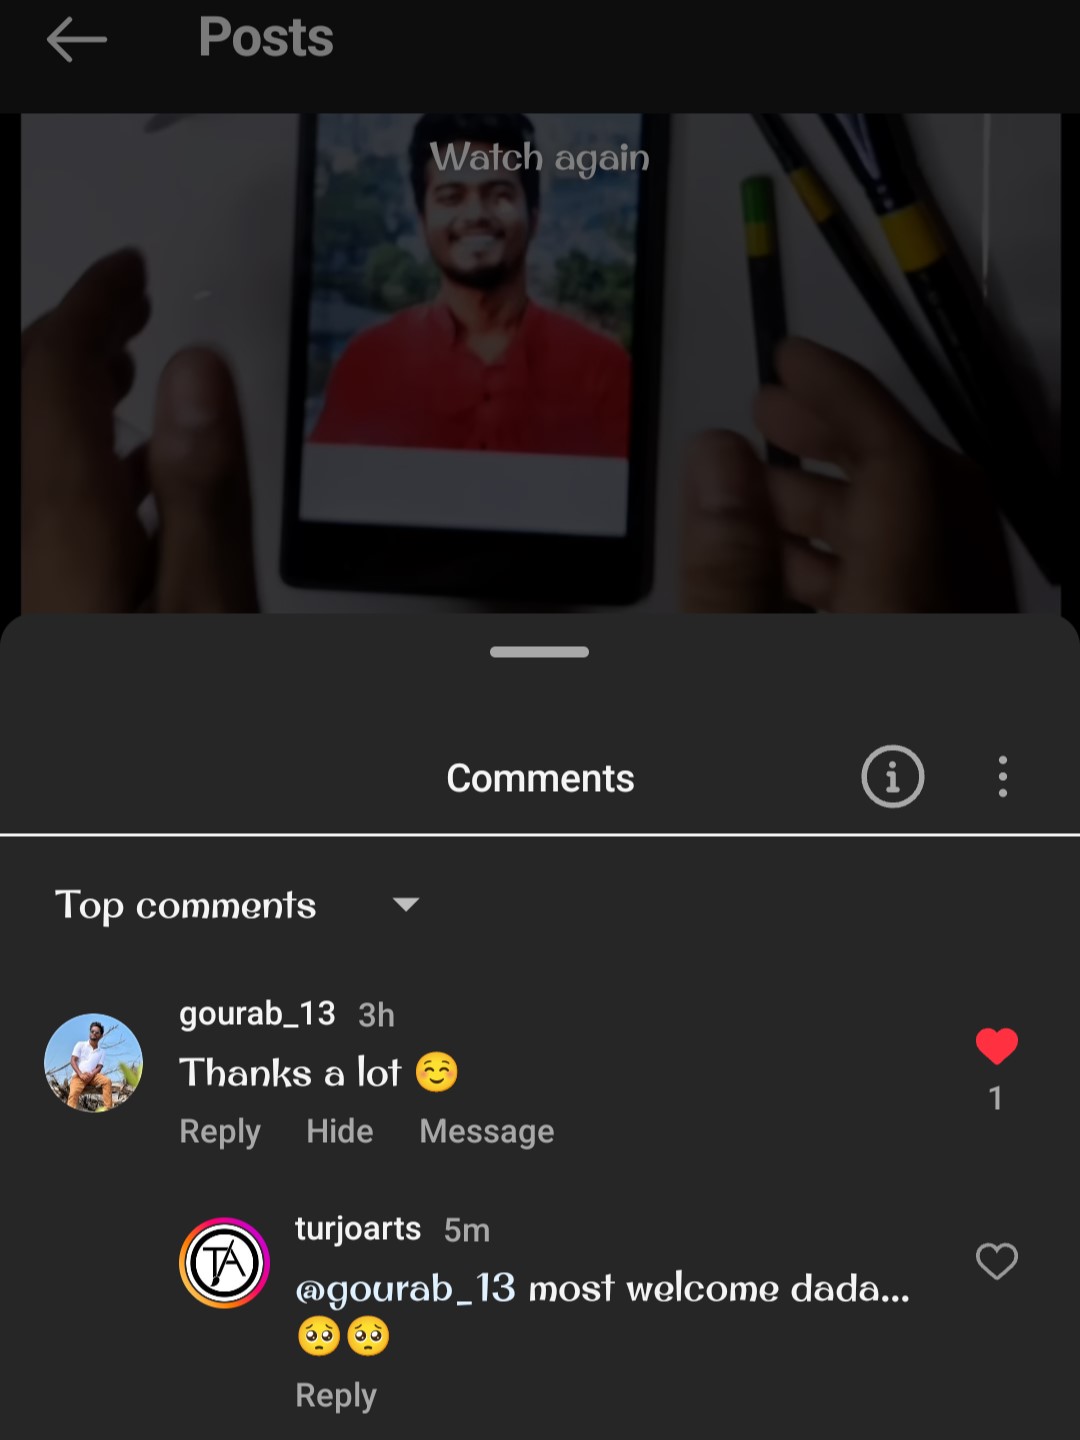 Posts
Watch again
Comments
Top comments
gourab_13 3h
Thanks a lot ☺️
1
Reply Hide Message
TA
turjoarts 5m
@gourab_13 most welcome dada...
🥺🥺
Reply